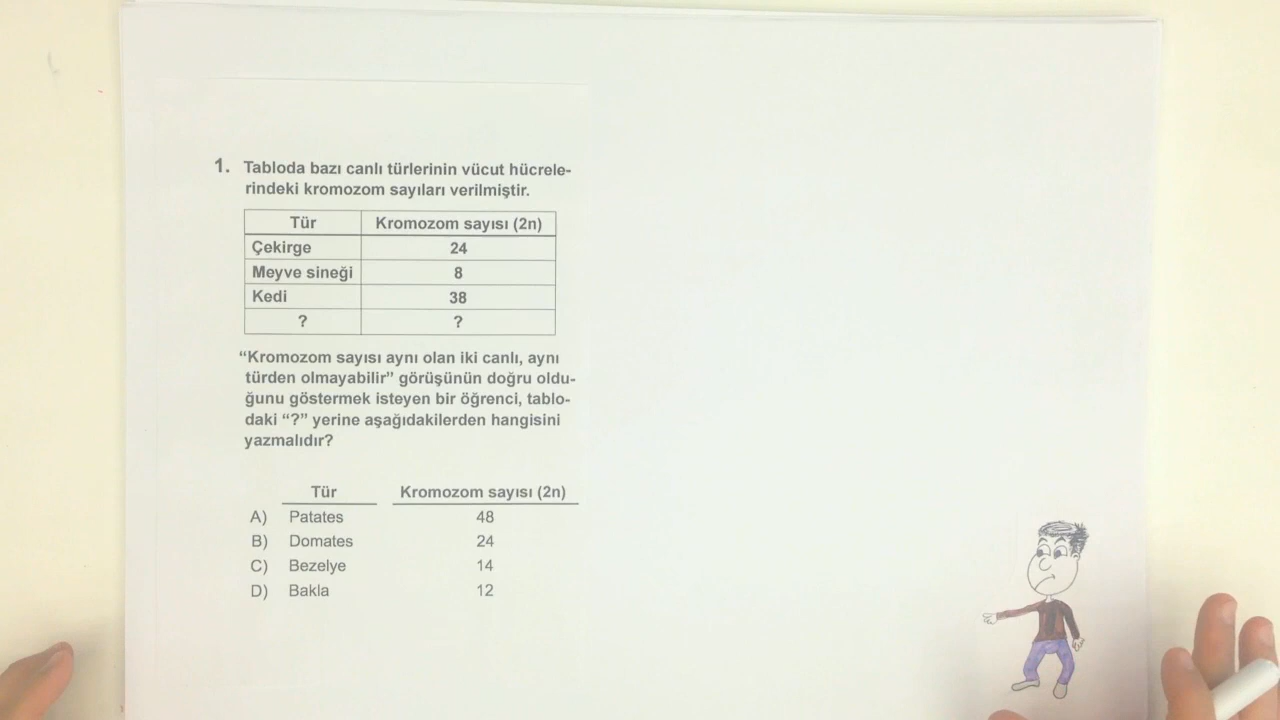 1. Tabloda bazı canlı türlerinin vücut hücrele-
rindeki kromozom sayıları verilmiştir.
Tür Kromozom sayısı (2n)
Çekirge 24
Meyve sineği 8
Kedi 38
? ?
“Kromozom sayısı aynı olan iki canlı, aynı
türden olmayabilir” görüşünün doğru oldu-
ğunu göstermek isteyen bir öğrenci, tablo-
daki “?” yerine aşağıdakilerden hangisini
yazmalıdır?
Tür Kromozom sayısı (2n)
A) Patates 48
B) Domates 24
C) Bezelye 14
D) Bakla 12